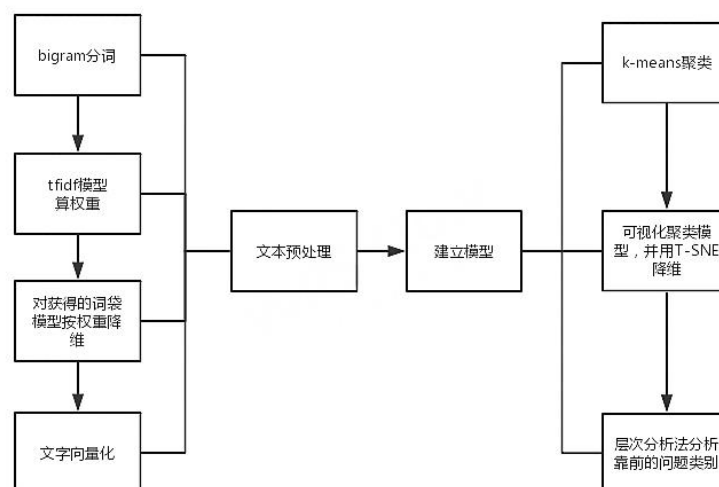 bigram分词
tfidf模型
算权重
对获得的词袋
模型按权重降
维
文字向量化
文本预处理
建立模型
k-means聚类
可视化聚类模
型，并用T-SNE
降维
层次分析法分析
靠前的问题类别